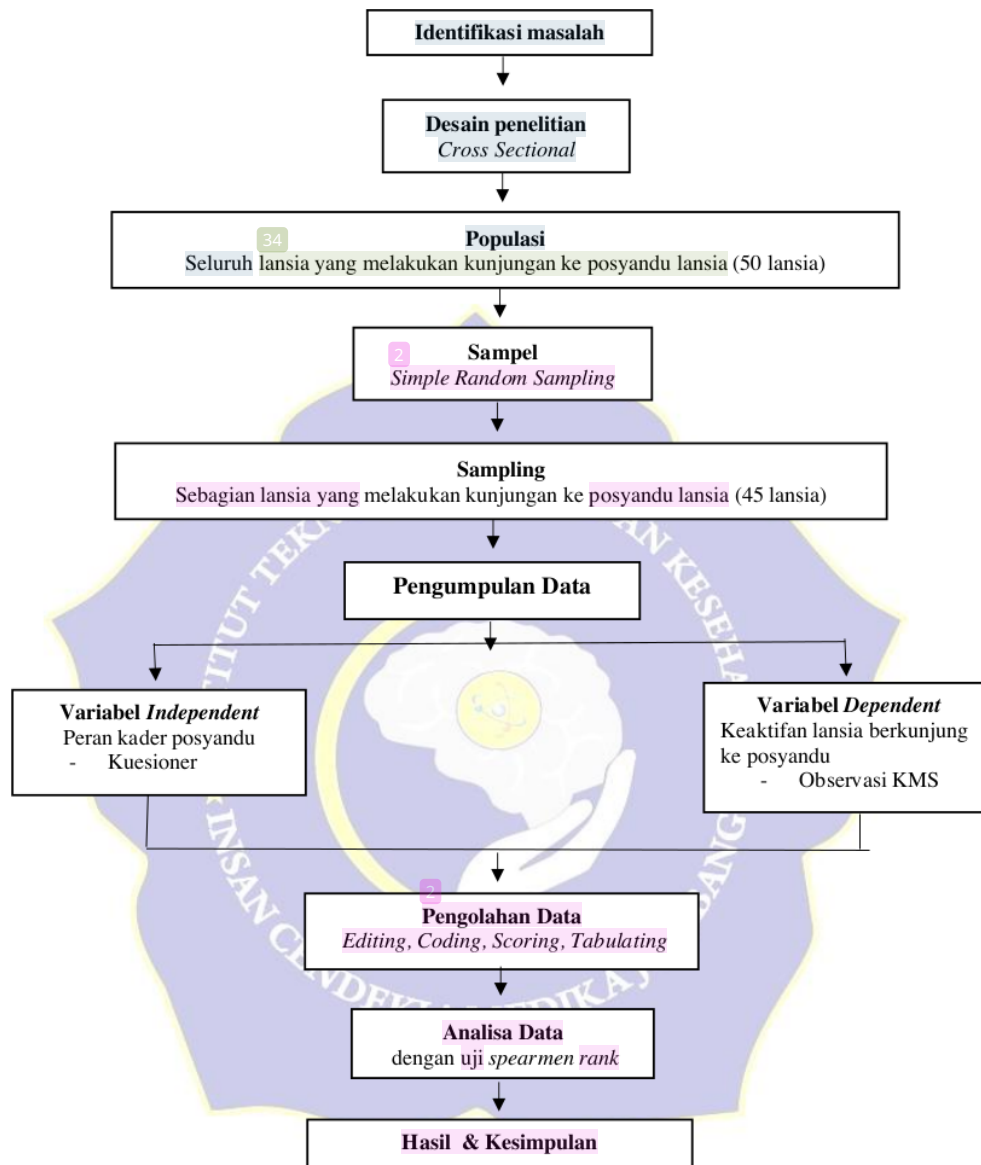 Identifikasi masalah
Desain penelitian
Cross Sectional
34
Populasi
Seluruh lansia yang melakukan kunjungan ke posyandu lansia (50 lansia)
Sampel
2
Simple Random Sampling
Sampling
Sebagian lansia yang melakukan kunjungan ke posyandu lansia (45 lansia)
Pengumpulan Data
Variabel Independent
Peran kader posyandu
- Kuesioner
Variabel Dependent
Keaktifan lansia berkunjung
ke posyandu
- Observasi KMS
2
Pengolahan Data
Editing, Coding, Scoring, Tabulating
Analisa Data
dengan uji spearmen rank
Hasil & Kesimpulan
INSAN CENDEKIA MEDIKA